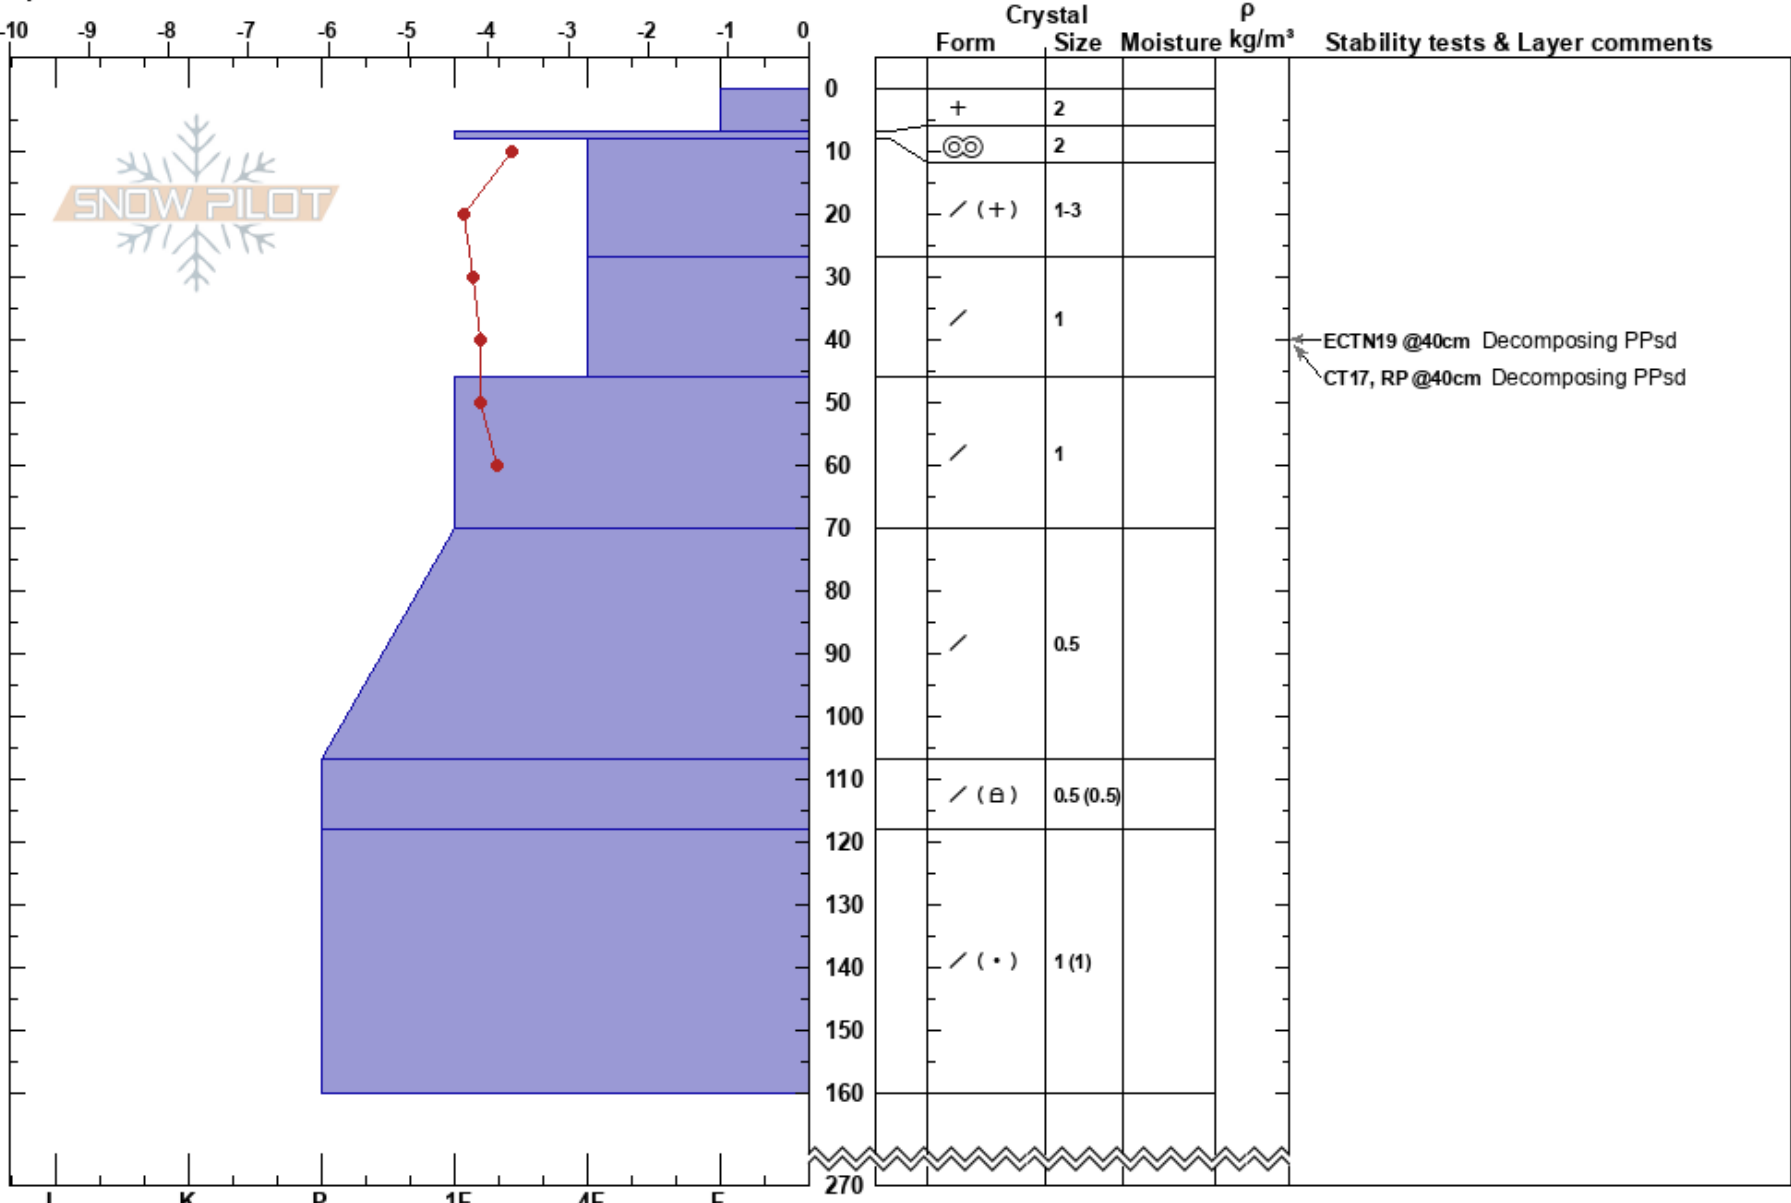 Crystal ρ
-10 -9 -8 -7 -6 -5 -4 -3 -2 -1 0 Form Size Moisture kg/m³ Stability tests & Layer comments
0
+ 2
SNOW PILOT
2
10
20 / (+) 1-3
30
/ 1
40 ECTN19 @40cm Decomposing PPsd
CT17, RP @40cm Decomposing PPsd
50
/ 1
60
70
80
90 / 0.5
100
110
/ ( ) 0.5 (0.5)
120
130
140 / (•) 1 (1)
150
160
270
I K P 1F 4F F